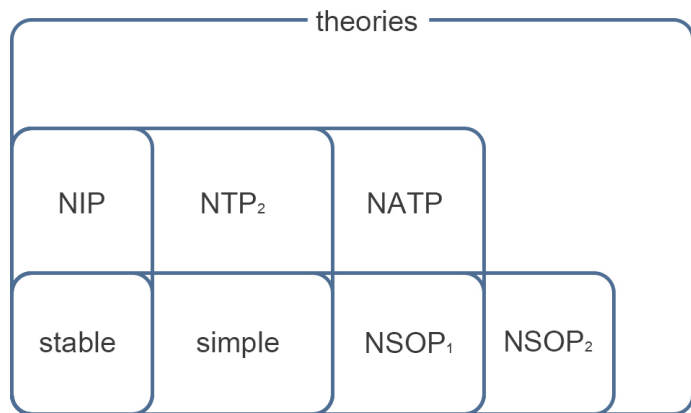 theories
NIP NTP₂ NATP
stable simple NSOP₁ NSOP₂